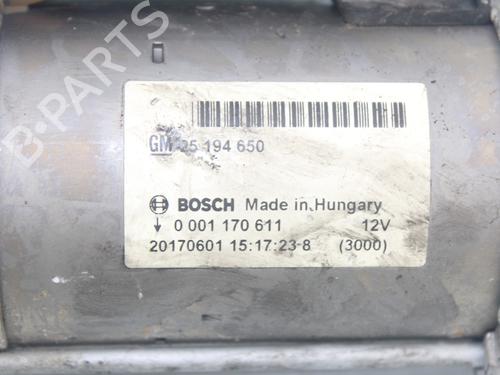 B-PARTS
GM 25 194 650
BOSCH Made in Hungary
0 001 170 611 12V
20170601 15:17:23-8 (3000)